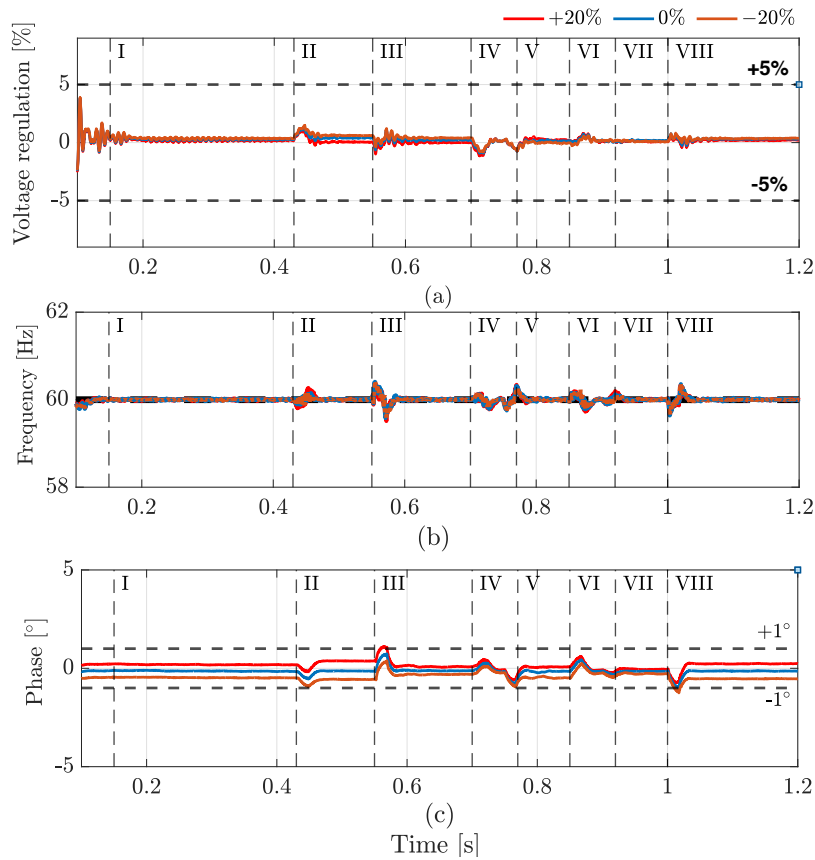 +20% 0% −20%
Voltage regulation [%]
I II III IV V VI VII VIII
5
0
-5
+5%
-5%
0.2 0.4 0.6 0.8 1 1.2
(a)
Frequency [Hz]
I II III IV V VI VII VIII
62
60
58
0.2 0.4 0.6 0.8 1 1.2
(b)
Phase [°]
I II III IV V VI VII VIII
5
0
-5
+1°
-1°
0.2 0.4 0.6 0.8 1 1.2
(c)
Time [s]